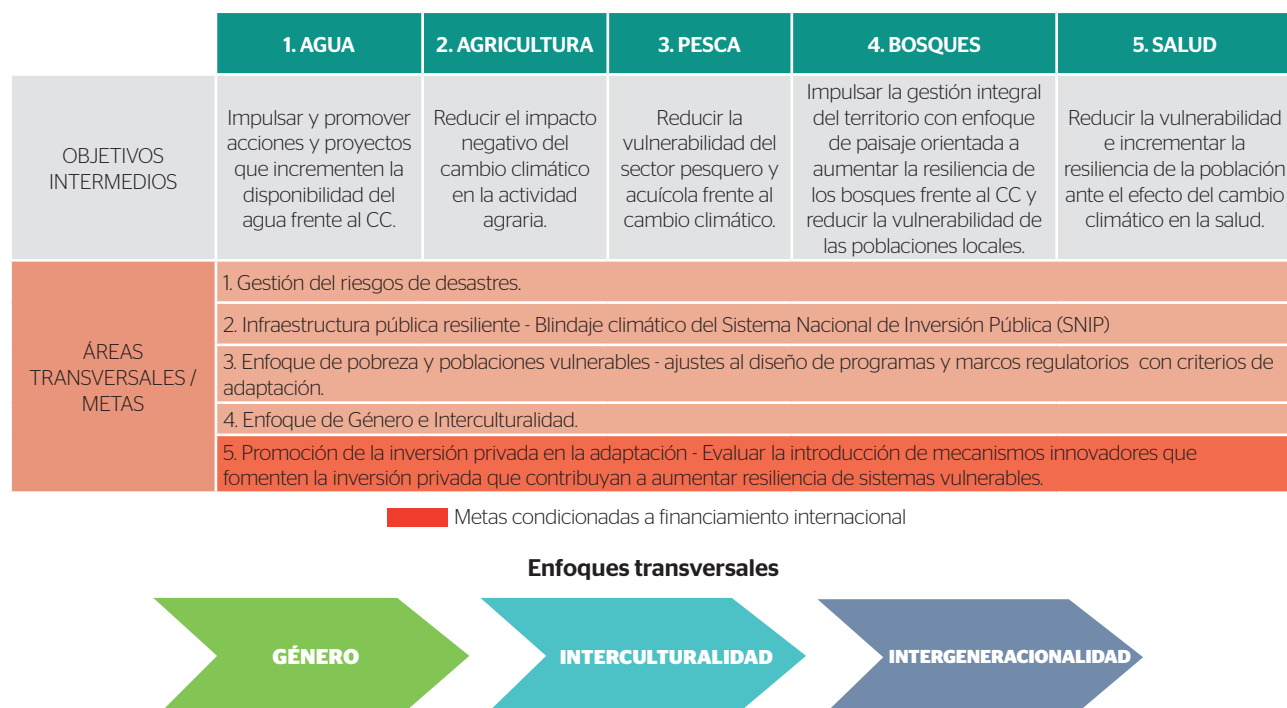 1. AGUA
2. AGRICULTURA
3. PESCA
4. BOSQUES
5. SALUD
OBJETIVOS
INTERMEDIOS
Impulsar y promover
acciones y proyectos
que incrementen la
disponibilidad del
agua frente al CC.
Reducir el impacto
negativo del
cambio climático
en la actividad
agraria.
Reducir la
vulnerabilidad del
sector pesquero y
acuícola frente al
cambio climático.
Impulsar la gestión integral
del territorio con enfoque
de paisaje orientada a
aumentar la resiliencia de
los bosques frente al CC y
reducir la vulnerabilidad de
las poblaciones locales.
Reducir la vulnerabilidad
e incrementar la
resiliencia de la población
ante el efecto del cambio
climático en la salud.
ÁREAS
TRANSVERSALES /
METAS
1. Gestión del riesgos de desastres.
2. Infraestructura pública resiliente - Blindaje climático del Sistema Nacional de Inversión Pública (SNIP)
3. Enfoque de pobreza y poblaciones vulnerables - ajustes al diseño de programas y marcos regulatorios con criterios de
adaptación.
4. Enfoque de Género e Interculturalidad.
5. Promoción de la inversión privada en la adaptación - Evaluar la introducción de mecanismos innovadores que
fomenten la inversión privada que contribuyan a aumentar resiliencia de sistemas vulnerables.
Metas condicionadas a financiamiento internacional
Enfoques transversales
GÉNERO
INTERCULTURALIDAD
INTERGENERACIONALIDAD